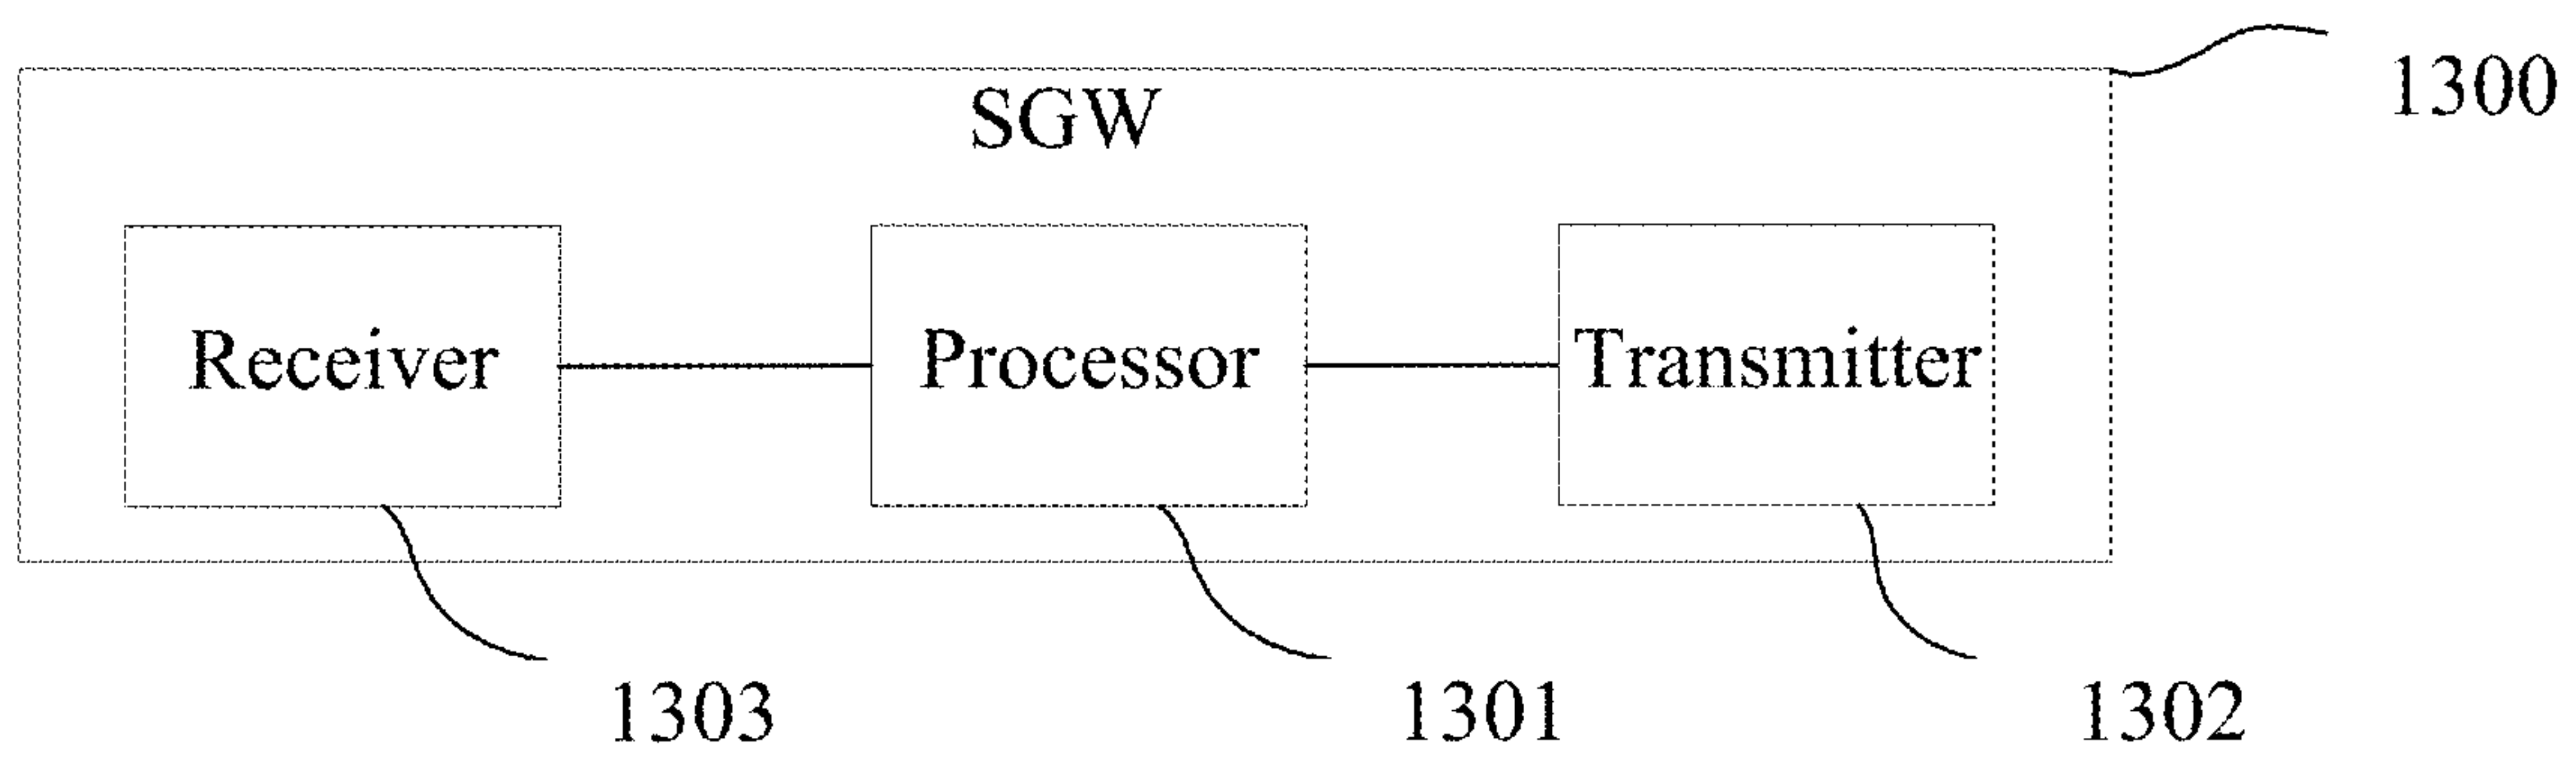 1300
SGW
Receiver
Processor
Transmitter
1303
1301
1302